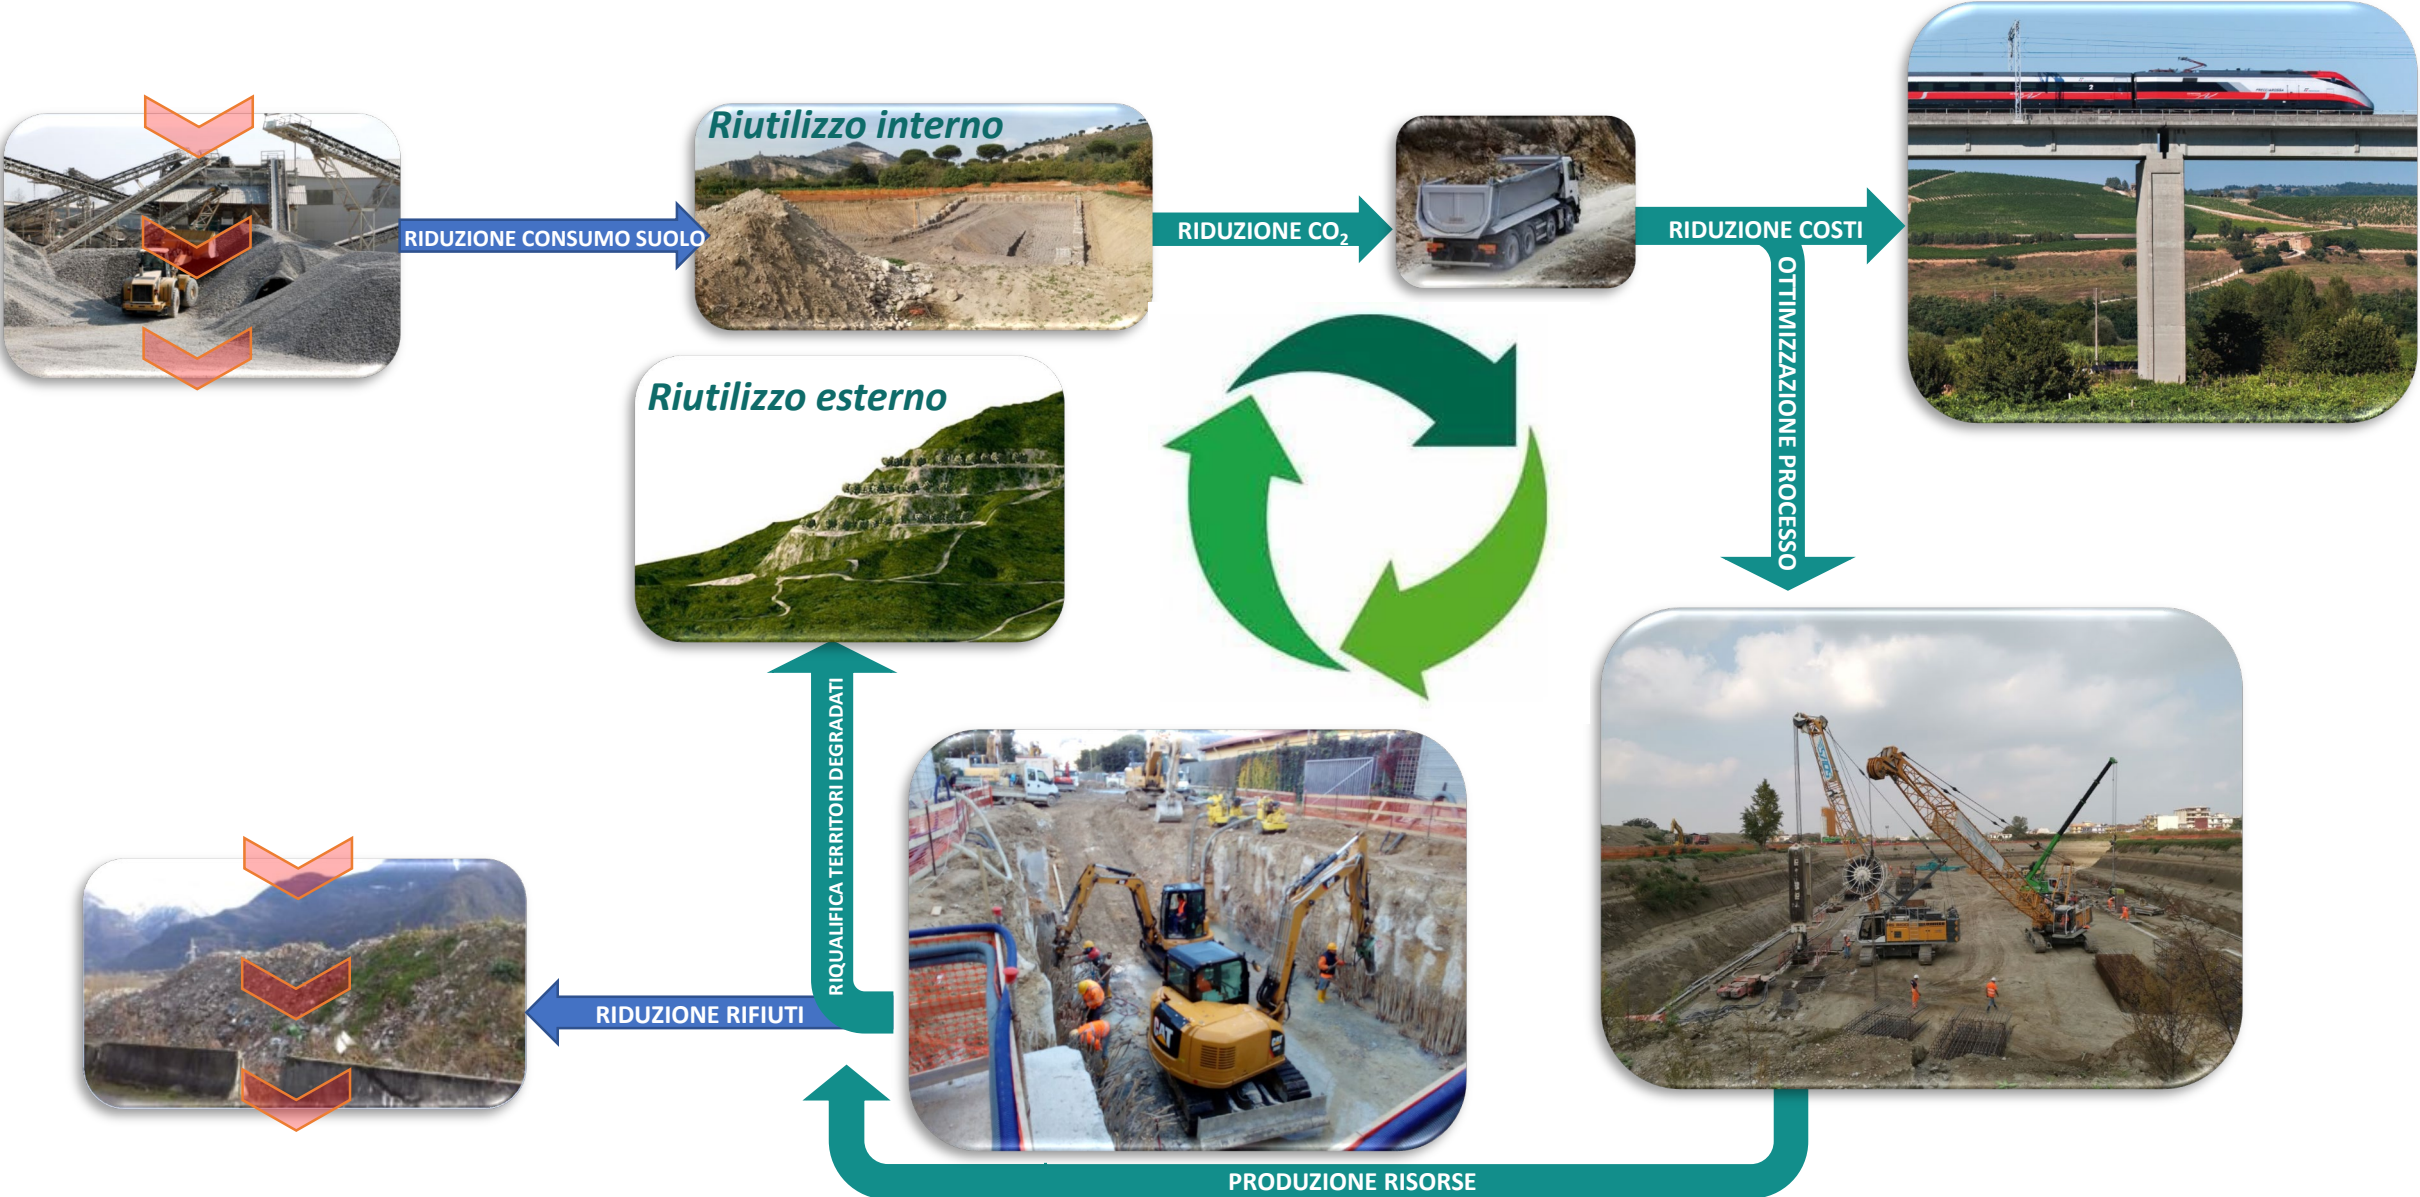 Riutilizzo interno
RIDUZIONE CONSUMO SUOLO
RIDUZIONE CO₂
RIDUZIONE COSTI
OTTIMIZZAZIONE PROCESSO
Riutilizzo esterno
RIQUALIFICA TERRITORI DEGRADATI
RIDUZIONE RIFIUTI
CAT
PRODUZIONE RISORSE